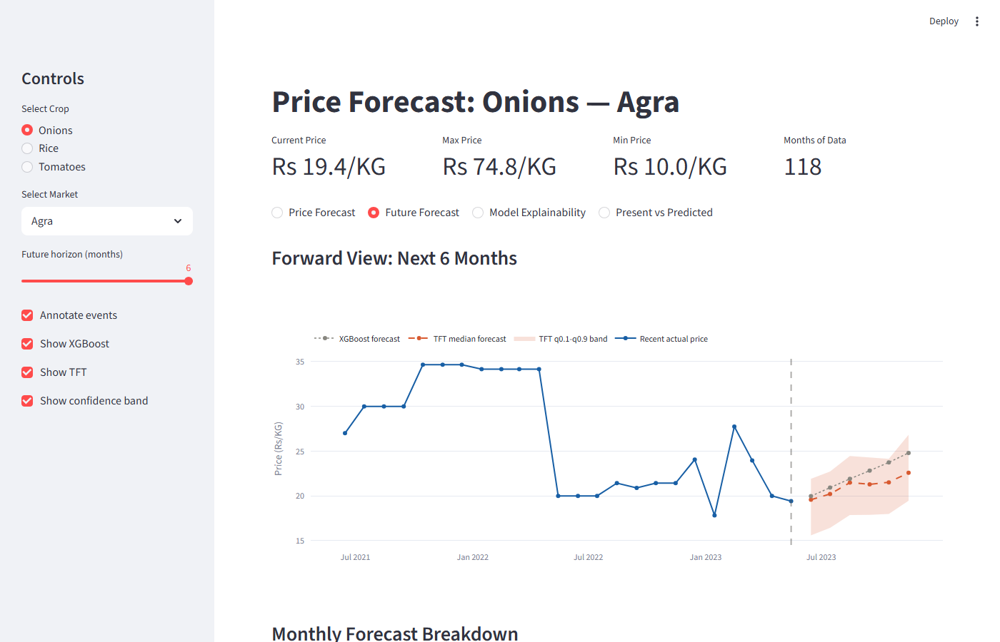 Deploy
Controls
Select Crop
Onions
Rice
Tomatoes
Select Market
Agra
Future horizon (months)
6
Annotate events
Show XGBoost
Show TFT
Show confidence band
Price Forecast: Onions — Agra
Current Price Max Price Min Price Months of Data
Rs 19.4/KG Rs 74.8/KG Rs 10.0/KG 118
Price Forecast Future Forecast Model Explainability Present vs Predicted
Forward View: Next 6 Months
XGBoost forecast TFT median forecast TFT q0.1-q0.9 band Recent actual price
35
30
25
20
15
Price (Rs/KG)
Jul 2021 Jan 2022 Jul 2022 Jan 2023 Jul 2023
Monthly Forecast Breakdown